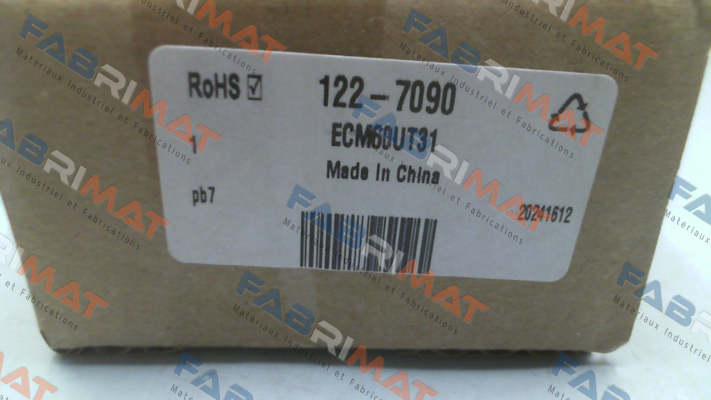 RoHS ☑ 122-7090
1 ECM60UT31
Made In China
pb7 20241612
FABRIMAT
Matériaux Industriel et Fabrications